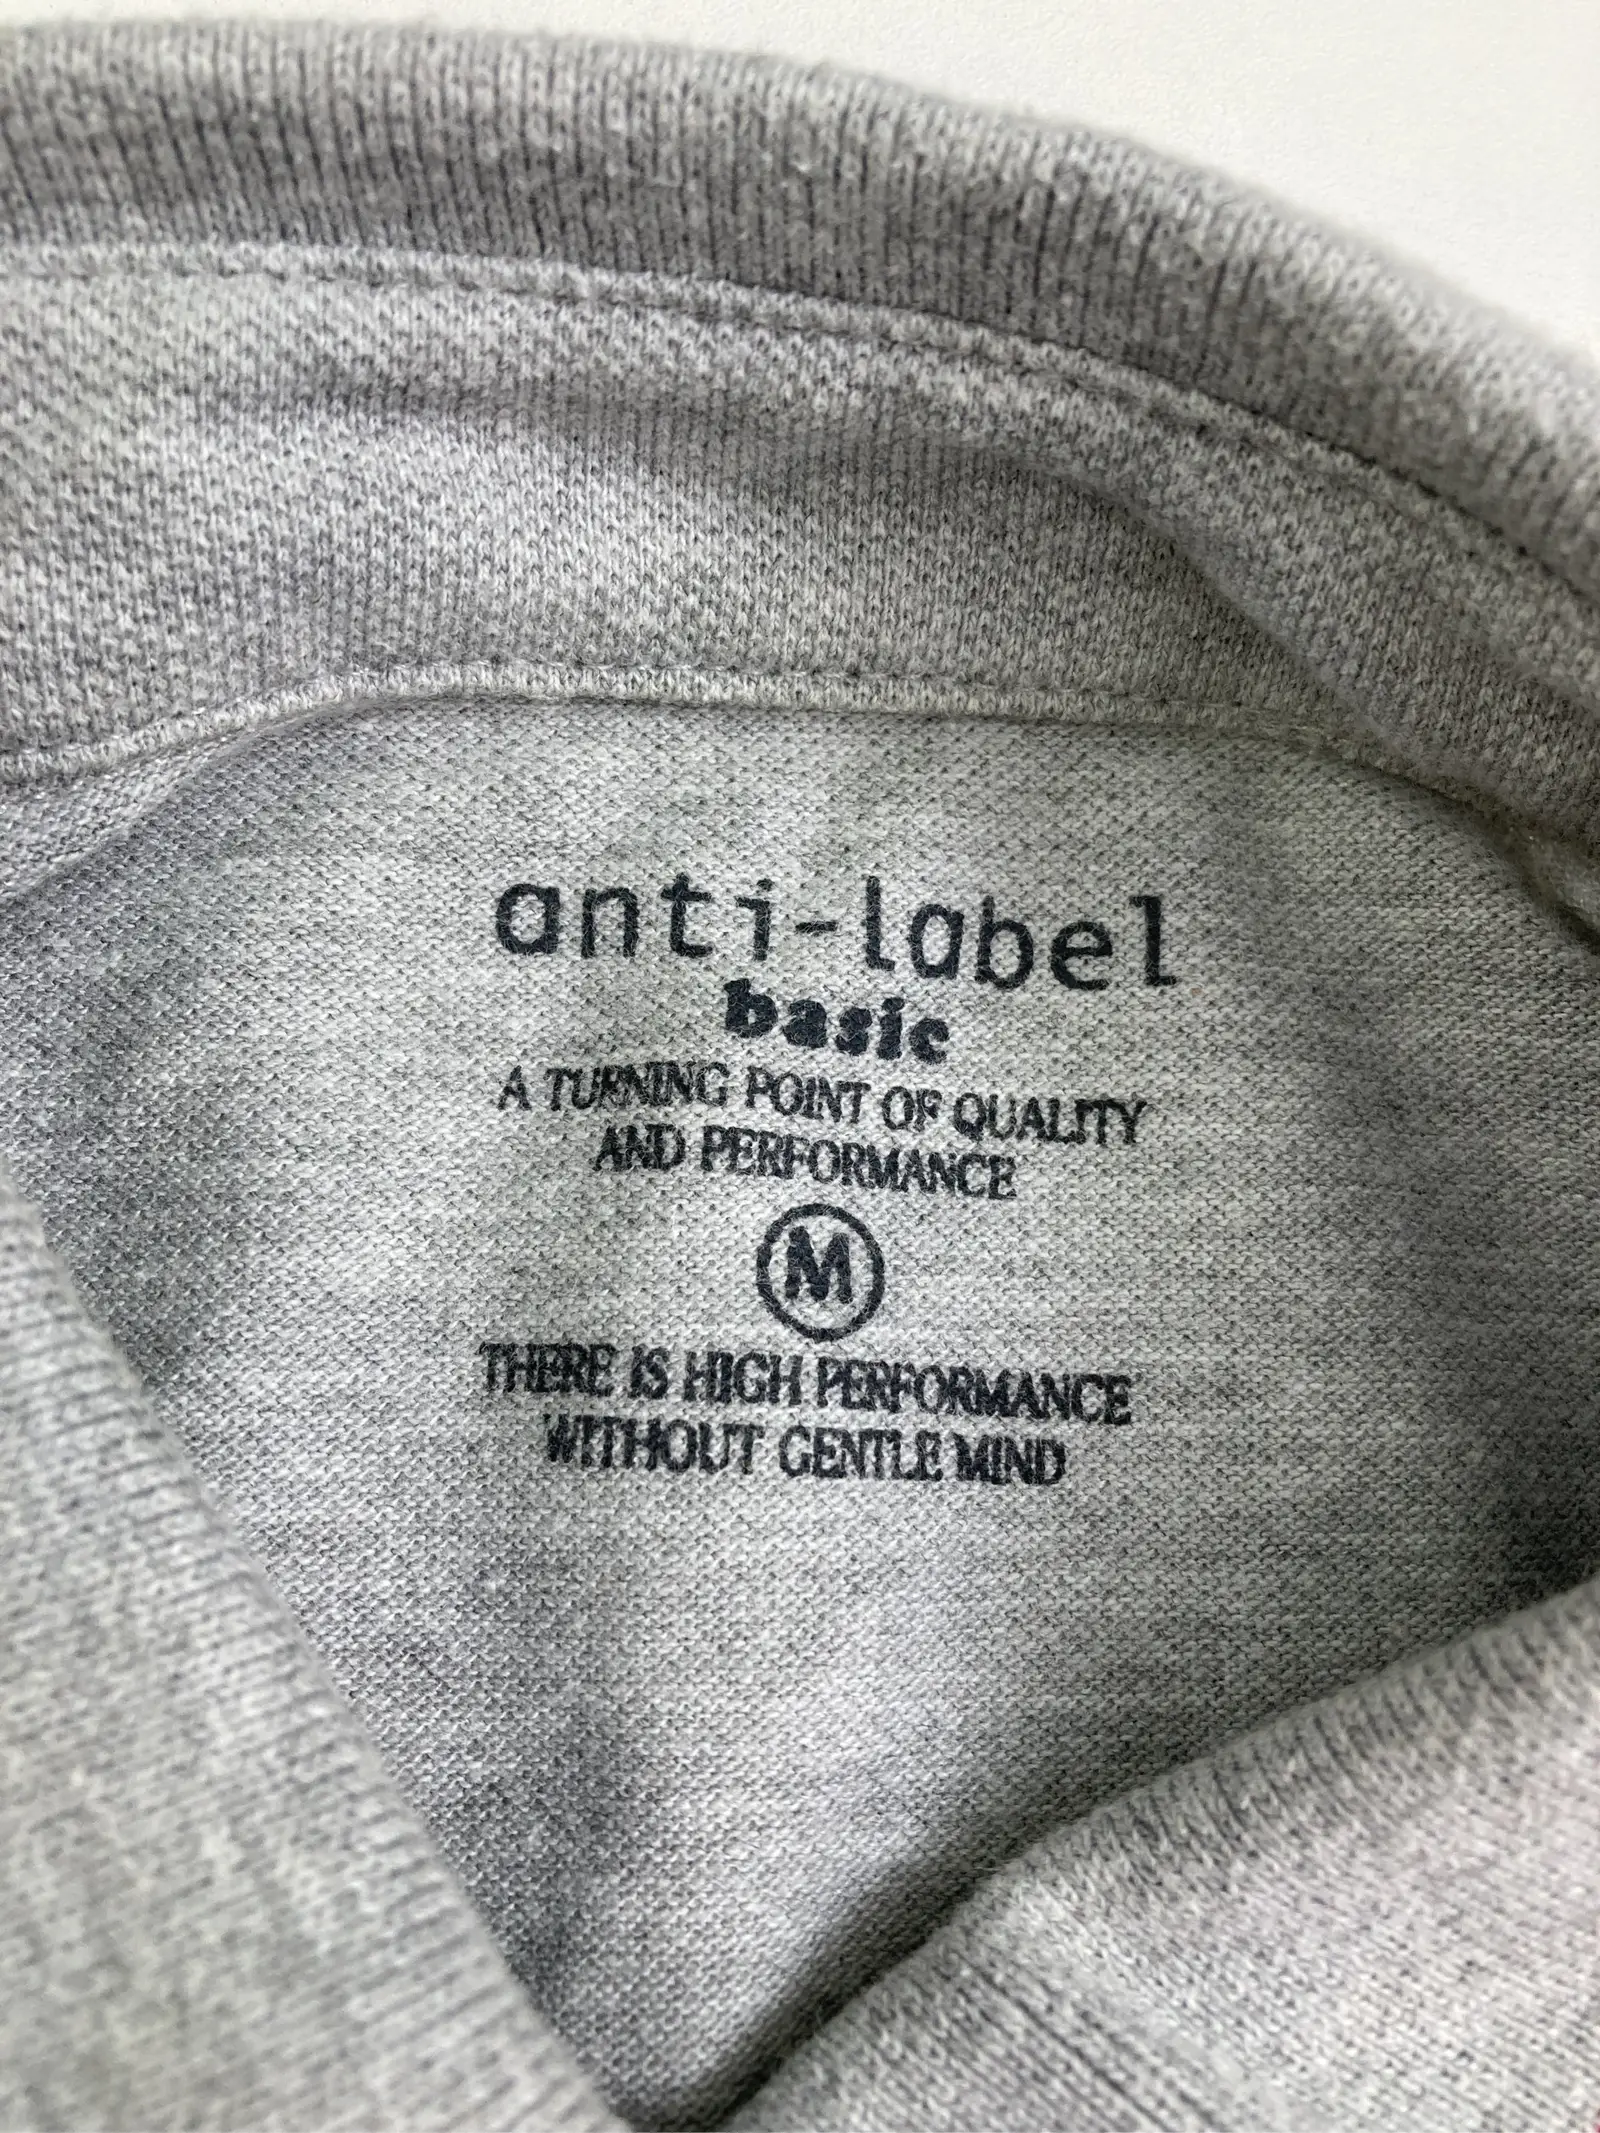 anti-label
basic
A TURNING POINT OF QUALITY
AND PERFORMANCE
M
THERE IS HIGH PERFORMANCE
WITHOUT GENTLE MIND